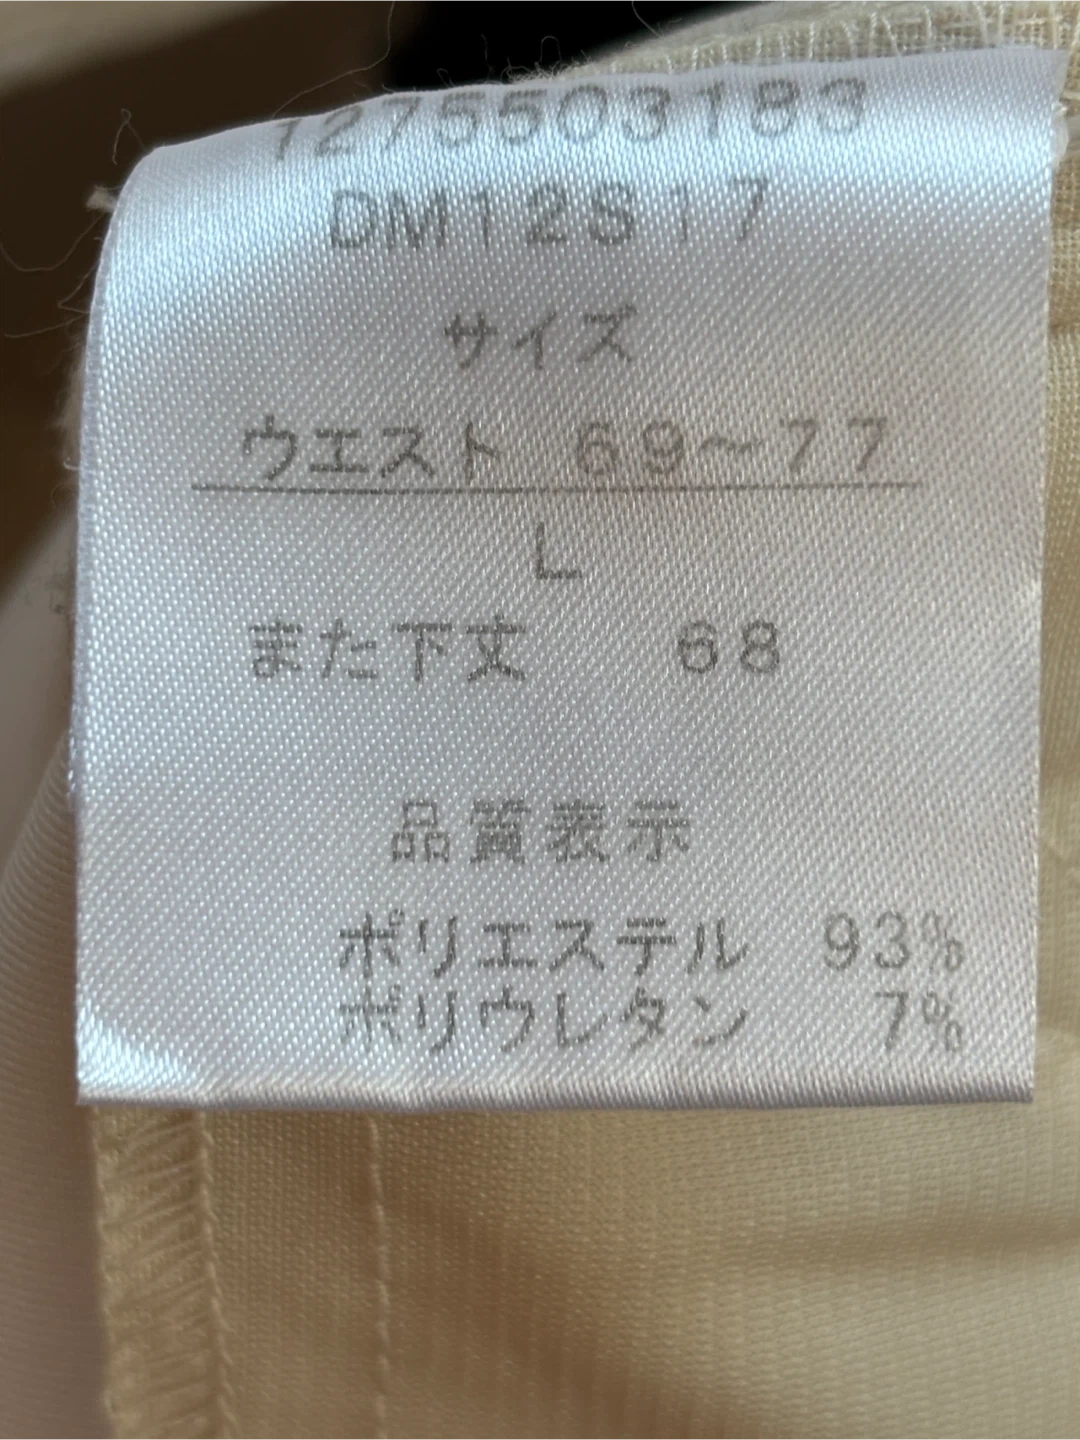 1275503183
DM12S17
サイズ
ウエスト 69～77
L
また下丈 68
品質表示
ポリエステル 93%
ポリウレタン 7%